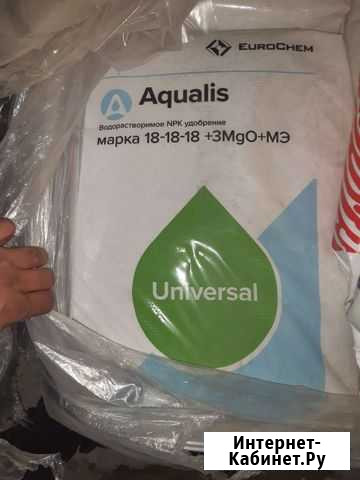 EUROCHEM
Aqualis
Водорастворимое NPK удобрение
марка 18-18-18 +3MgO+МЭ
Universal
Интернет-
Кабинет.Ру